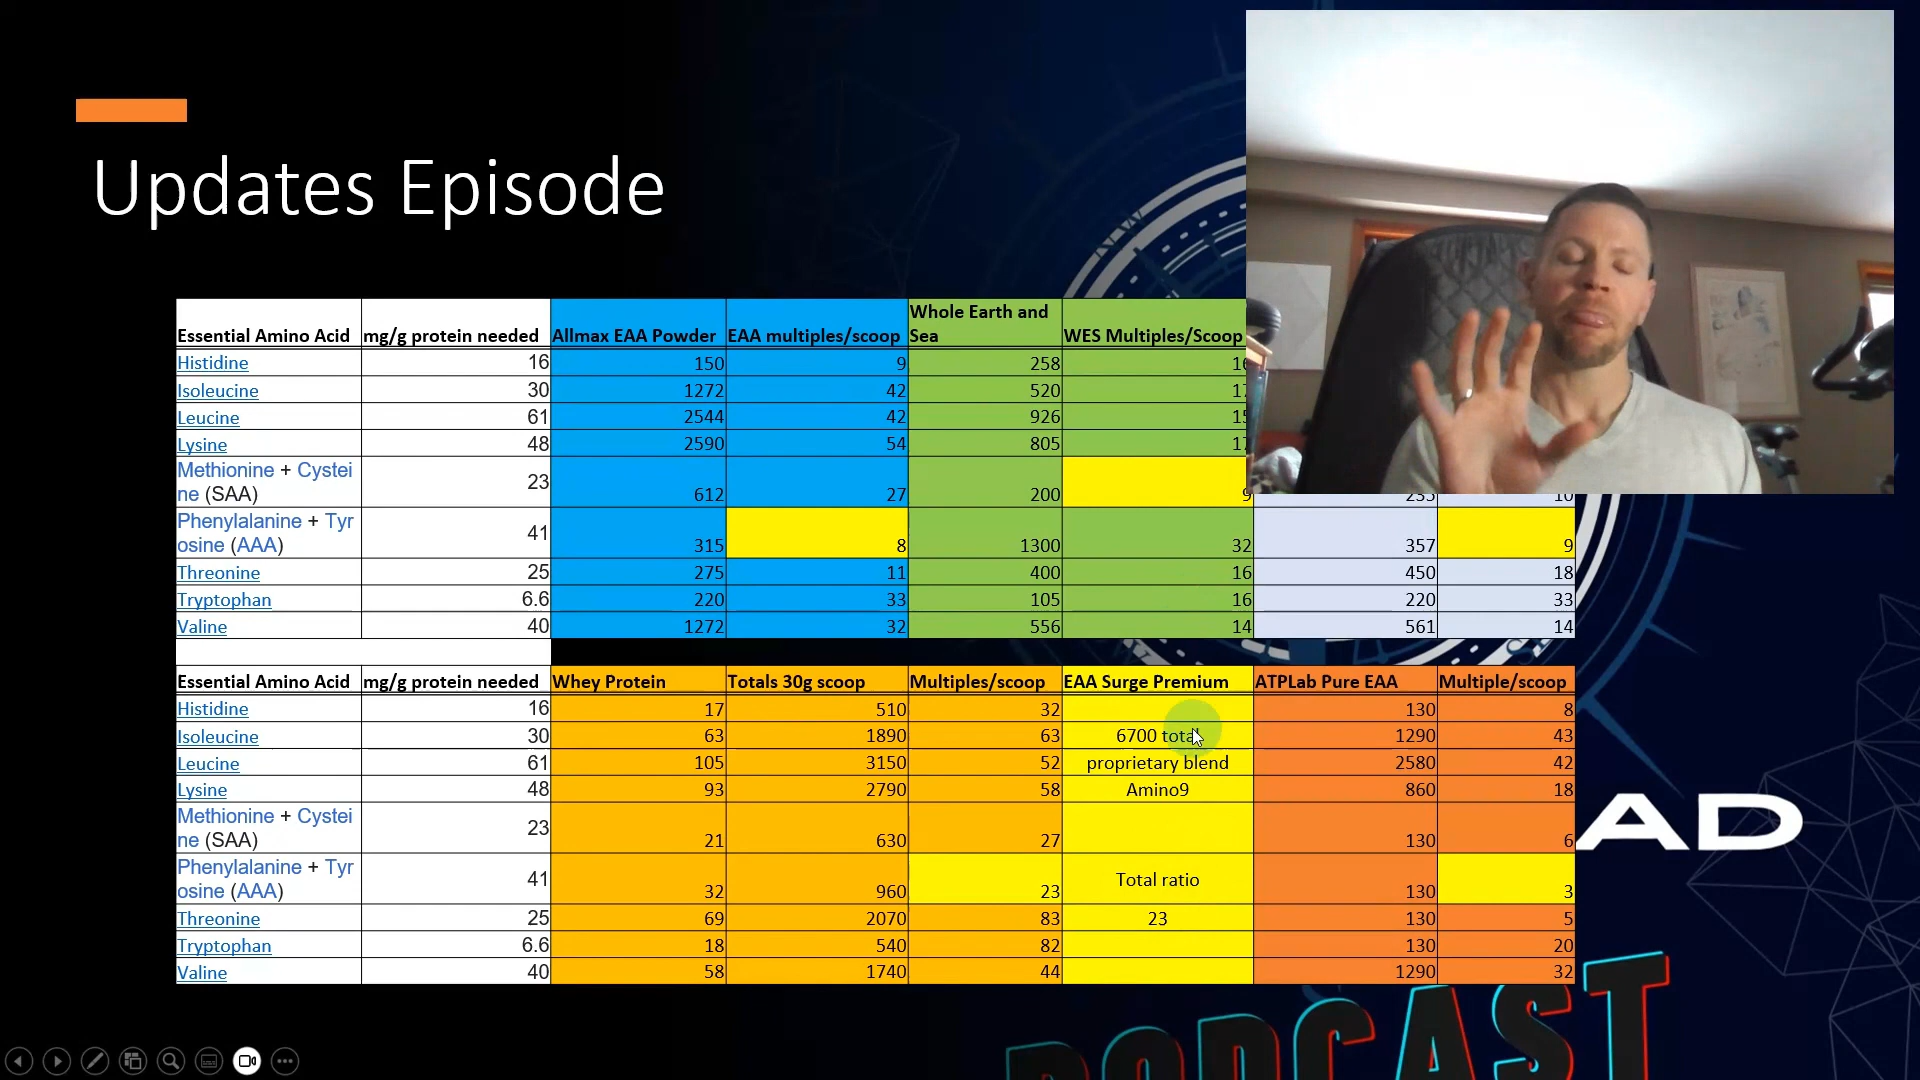 Updates Episode
Essential Amino Acid mg/g protein needed Allmax EAA Powder EAA multiples/scoop Whole Earth and Sea WES Multiples/Scoop
Histidine 16 150 9 258
Isoleucine 30 1272 42 520
Leucine 61 2544 42 926
Lysine 48 2590 54 805
Methionine + Cystei
ne (SAA) 23 612 27 200 9 10
Phenylalanine + Tyr
osine (AAA) 41 315 8 1300 32 357 9
Threonine 25 275 11 400 16 450 18
Tryptophan 6.6 220 33 105 16 220 33
Valine 40 1272 32 556 14 561 14
Essential Amino Acid mg/g protein needed Whey Protein Totals 30g scoop Multiples/scoop EAA Surge Premium ATPLab Pure EAA Multiple/scoop
Histidine 16 17 510 32 130 8
Isoleucine 30 63 1890 63 6700 total 1290 43
Leucine 61 105 3150 52 proprietary blend 2580 42
Lysine 48 93 2790 58 Amino9 860 18
Methionine + Cystei
ne (SAA) 23 21 630 27 130 6
Phenylalanine + Tyr
osine (AAA) 41 32 960 23 Total ratio 130 3
Threonine 25 69 2070 83 23 130 5
Tryptophan 6.6 18 540 82 130 20
Valine 40 58 1740 44 1290 32
AD
PODCAST